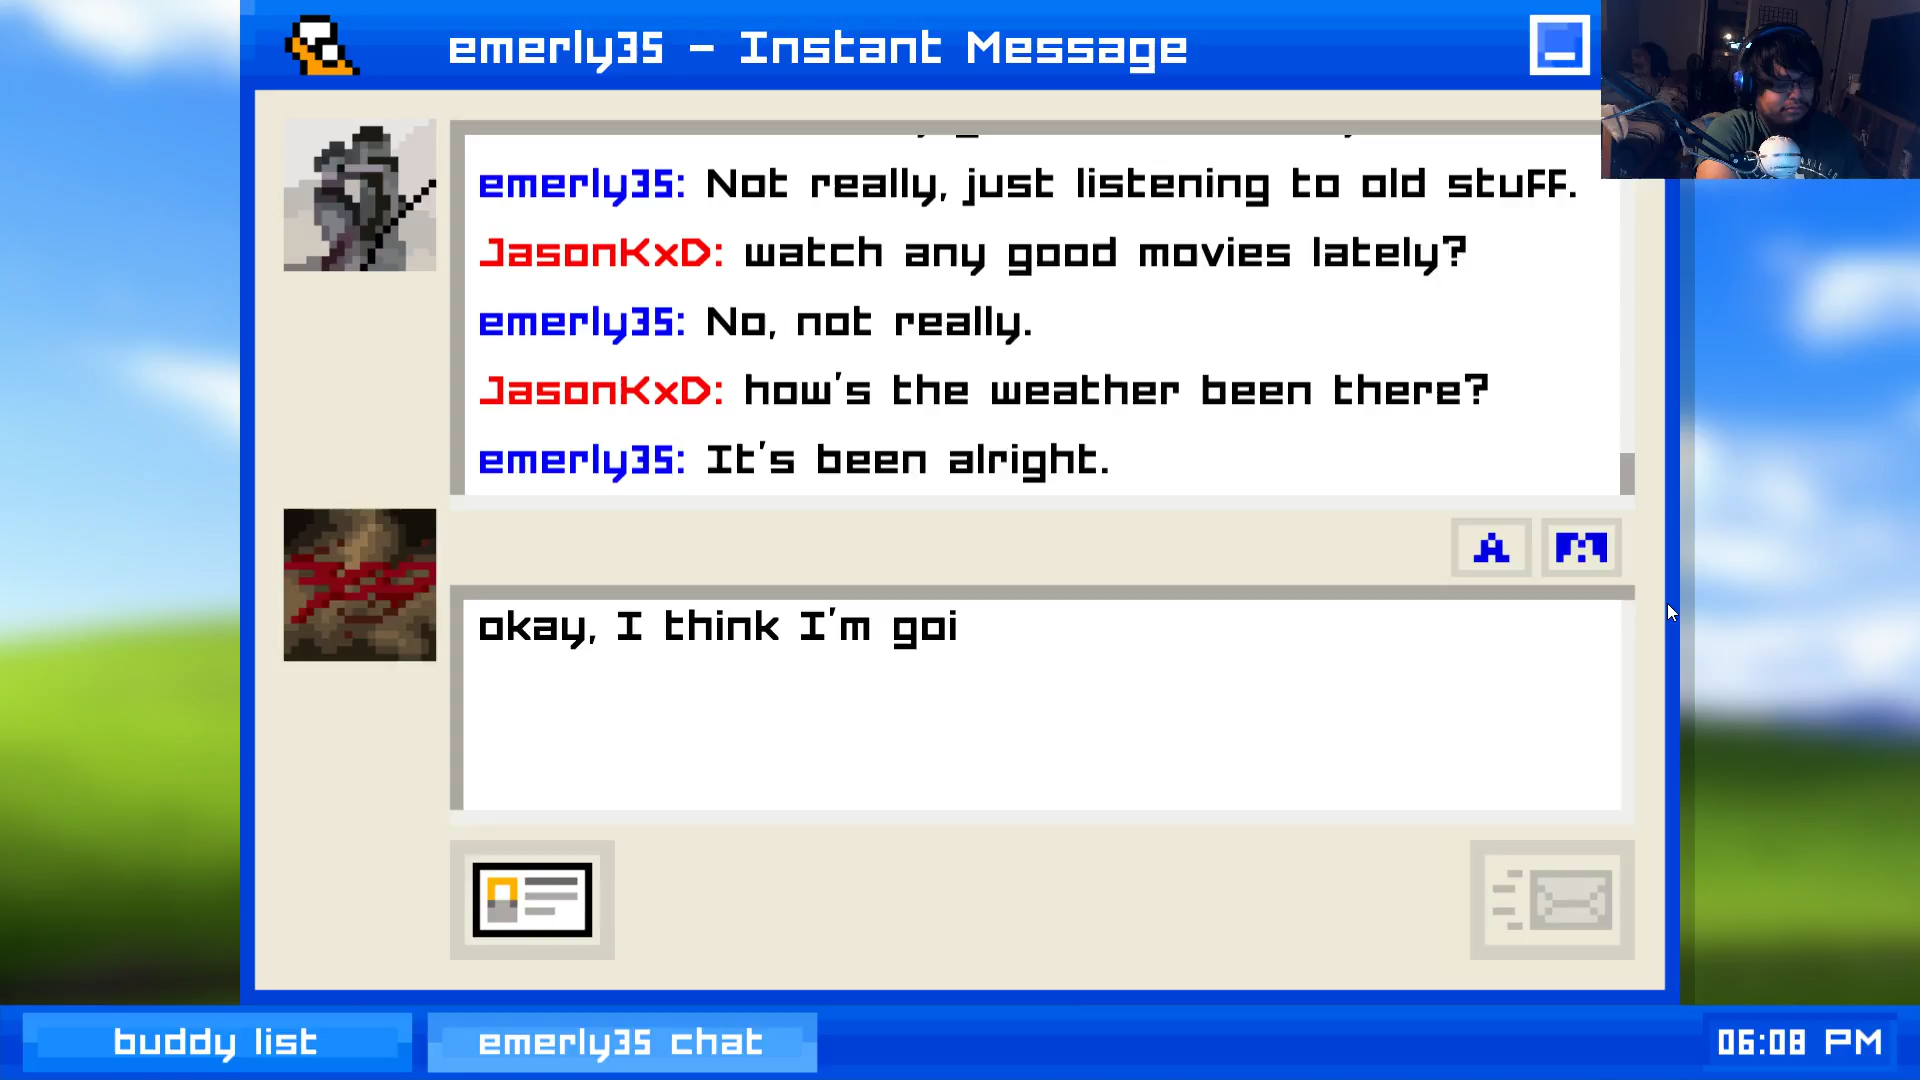 emerly35 - Instant Message
emerly35: Not really, just listening to old stuff.
JasonKxD: watch any good movies lately?
emerly35: No, not really.
JasonKxD: how's the weather been there?
emerly35: It's been alright.
A
okay, I think I'm goi
buddy list
emerly35 chat
06:08 PM